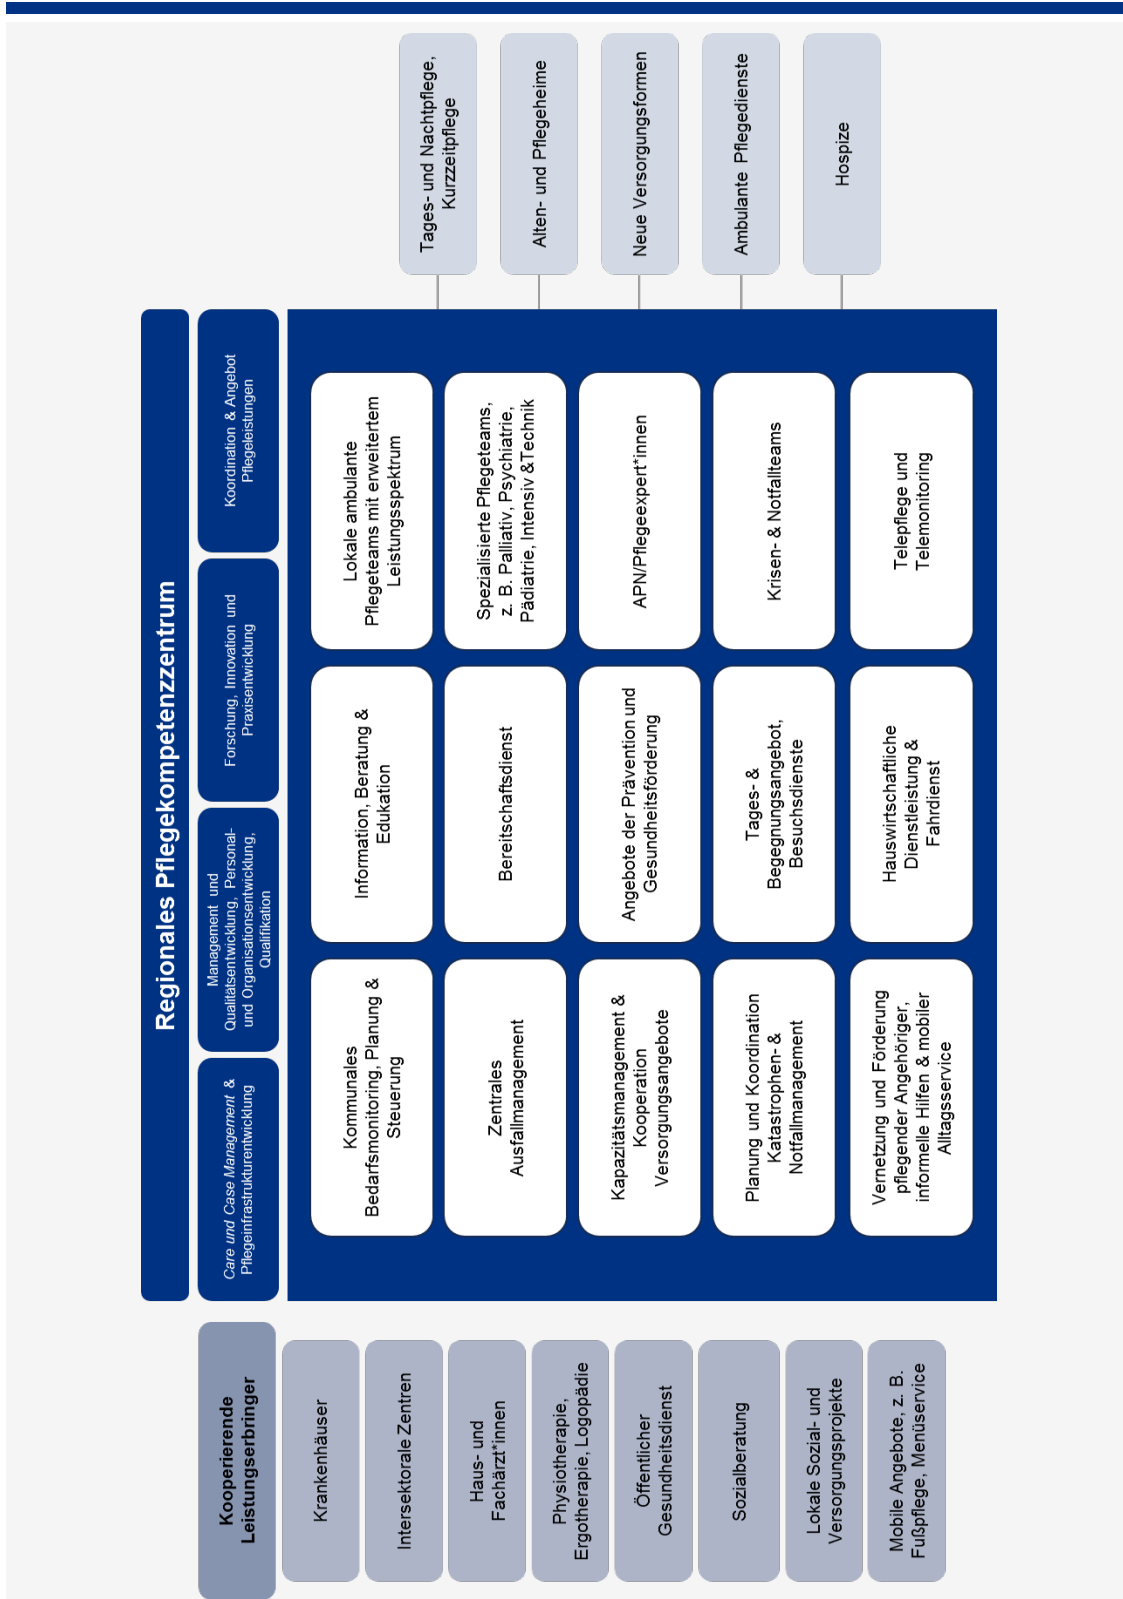 Regionales Pflegekompetenzzentrum
Kooperierende
Leistungserbringer
Krankenhäuser
Intersektorale Zentren
Haus- und
Fachärzt*innen
Physiotherapie,
Ergotherapie, Logopädie
Öffentlicher
Gesundheitsdienst
Sozialberatung
Lokale Sozial- und
Versorgungsprojekte
Mobile Angebote, z. B.
Fußpflege, Menüservice
Care und Case Management &
Pflegeinfrastrukturentwicklung
Management und
Qualitätsentwicklung, Personal-
und Organisationsentwicklung,
Qualifikation
Forschung, Innovation und
Praxisentwicklung
Koordination & Angebot
Pflegeleistungen
Kommunales
Bedarfsmonitoring, Planung &
Steuerung
Information, Beratung &
Edukation
Lokale ambulante
Pflegeteams mit erweitertem
Leistungsspektrum
Zentrales
Ausfallmanagement
Bereitschaftsdienst
Spezialisierte Pflegeteams,
z. B. Palliativ, Psychiatrie,
Pädiatrie, Intensiv &Technik
Kapazitätsmanagement &
Kooperation
Versorgungsangebote
Angebote der Prävention und
Gesundheitsförderung
APN/Pflegeexpert*innen
Planung und Koordination
Katastrophen- &
Notfallmanagement
Tages- &
Begegnungsangebot,
Besuchsdienste
Krisen- & Notfallteams
Vernetzung und Förderung
pflegender Angehöriger,
informelle Hilfen & mobiler
Alltagsservice
Hauswirtschaftliche
Dienstleistung &
Fahrdienst
Telepflege und
Telemonitoring
Tages- und Nachtpflege,
Kurzzeitpflege
Alten- und Pflegeheime
Neue Versorgungsformen
Ambulante Pflegedienste
Hospize